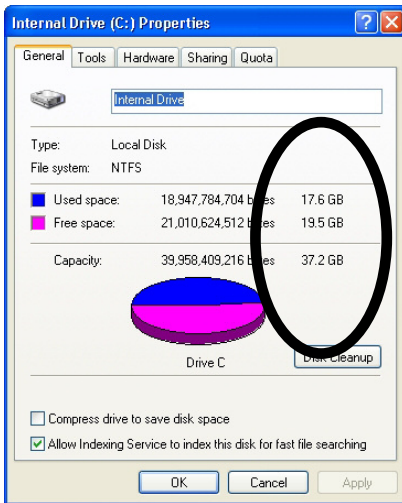 Internal Drive (C:) Properties
General Tools Hardware Sharing Quota
Internal Drive
Type: Local Disk
File system: NTFS
Used space: 18,947,784,704 bytes 17.6 GB
Free space: 21,010,624,512 bytes 19.5 GB
Capacity: 39,958,409,216 bytes 37.2 GB
Drive C
Disk Cleanup
Compress drive to save disk space
Allow Indexing Service to index this disk for fast file searching
OK Cancel Apply